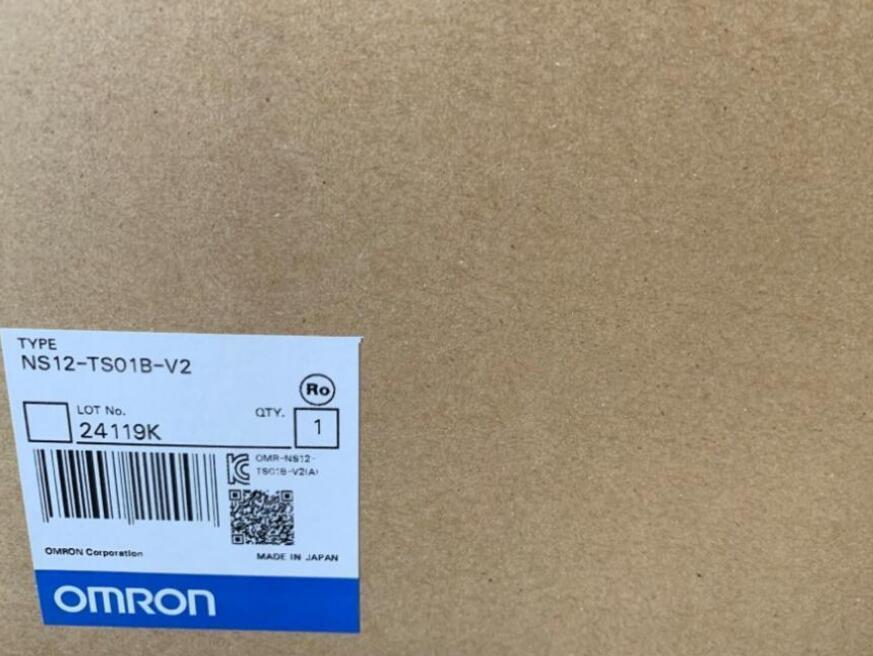 TYPE
NS12-TS01B-V2
Ro
LOT No.
QTY.
24119K
1
OMR-NS12-
TS01B-V2(A)
OMRON Corporation
MADE IN JAPAN
OMRON